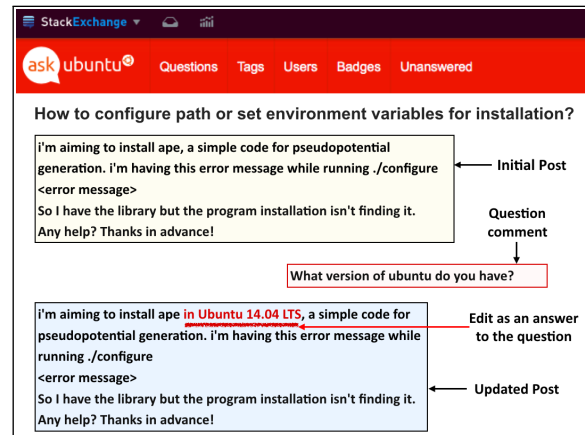 StackExchange
ask ubuntu
Questions Tags Users Badges Unanswered
How to configure path or set environment variables for installation?
i'm aiming to install ape, a simple code for pseudopotential
generation. i'm having this error message while running ./configure
<error message>
So I have the library but the program installation isn't finding it.
Any help? Thanks in advance!
Initial Post
Question
comment
What version of ubuntu do you have?
i'm aiming to install ape in Ubuntu 14.04 LTS, a simple code for
pseudopotential generation. i'm having this error message while
running ./configure
<error message>
So I have the library but the program installation isn't finding it.
Any help? Thanks in advance!
Edit as an answer
to the question
Updated Post